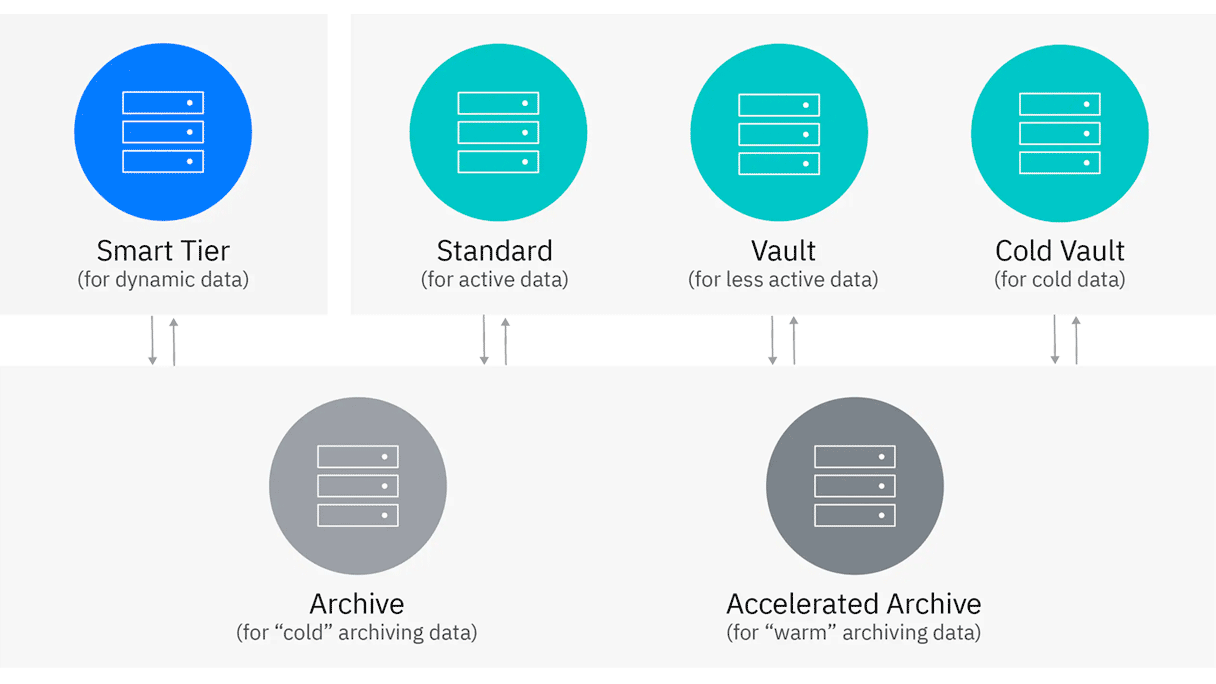 Smart Tier
(for dynamic data)
Standard
(for active data)
Vault
(for less active data)
Cold Vault
(for cold data)
Archive
(for “cold” archiving data)
Accelerated Archive
(for “warm” archiving data)